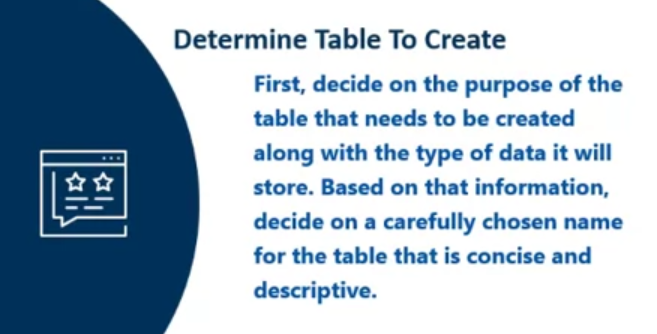 Determine Table To Create
First, decide on the purpose of the
table that needs to be created
along with the type of data it will
store. Based on that information,
decide on a carefully chosen name
for the table that is concise and
descriptive.